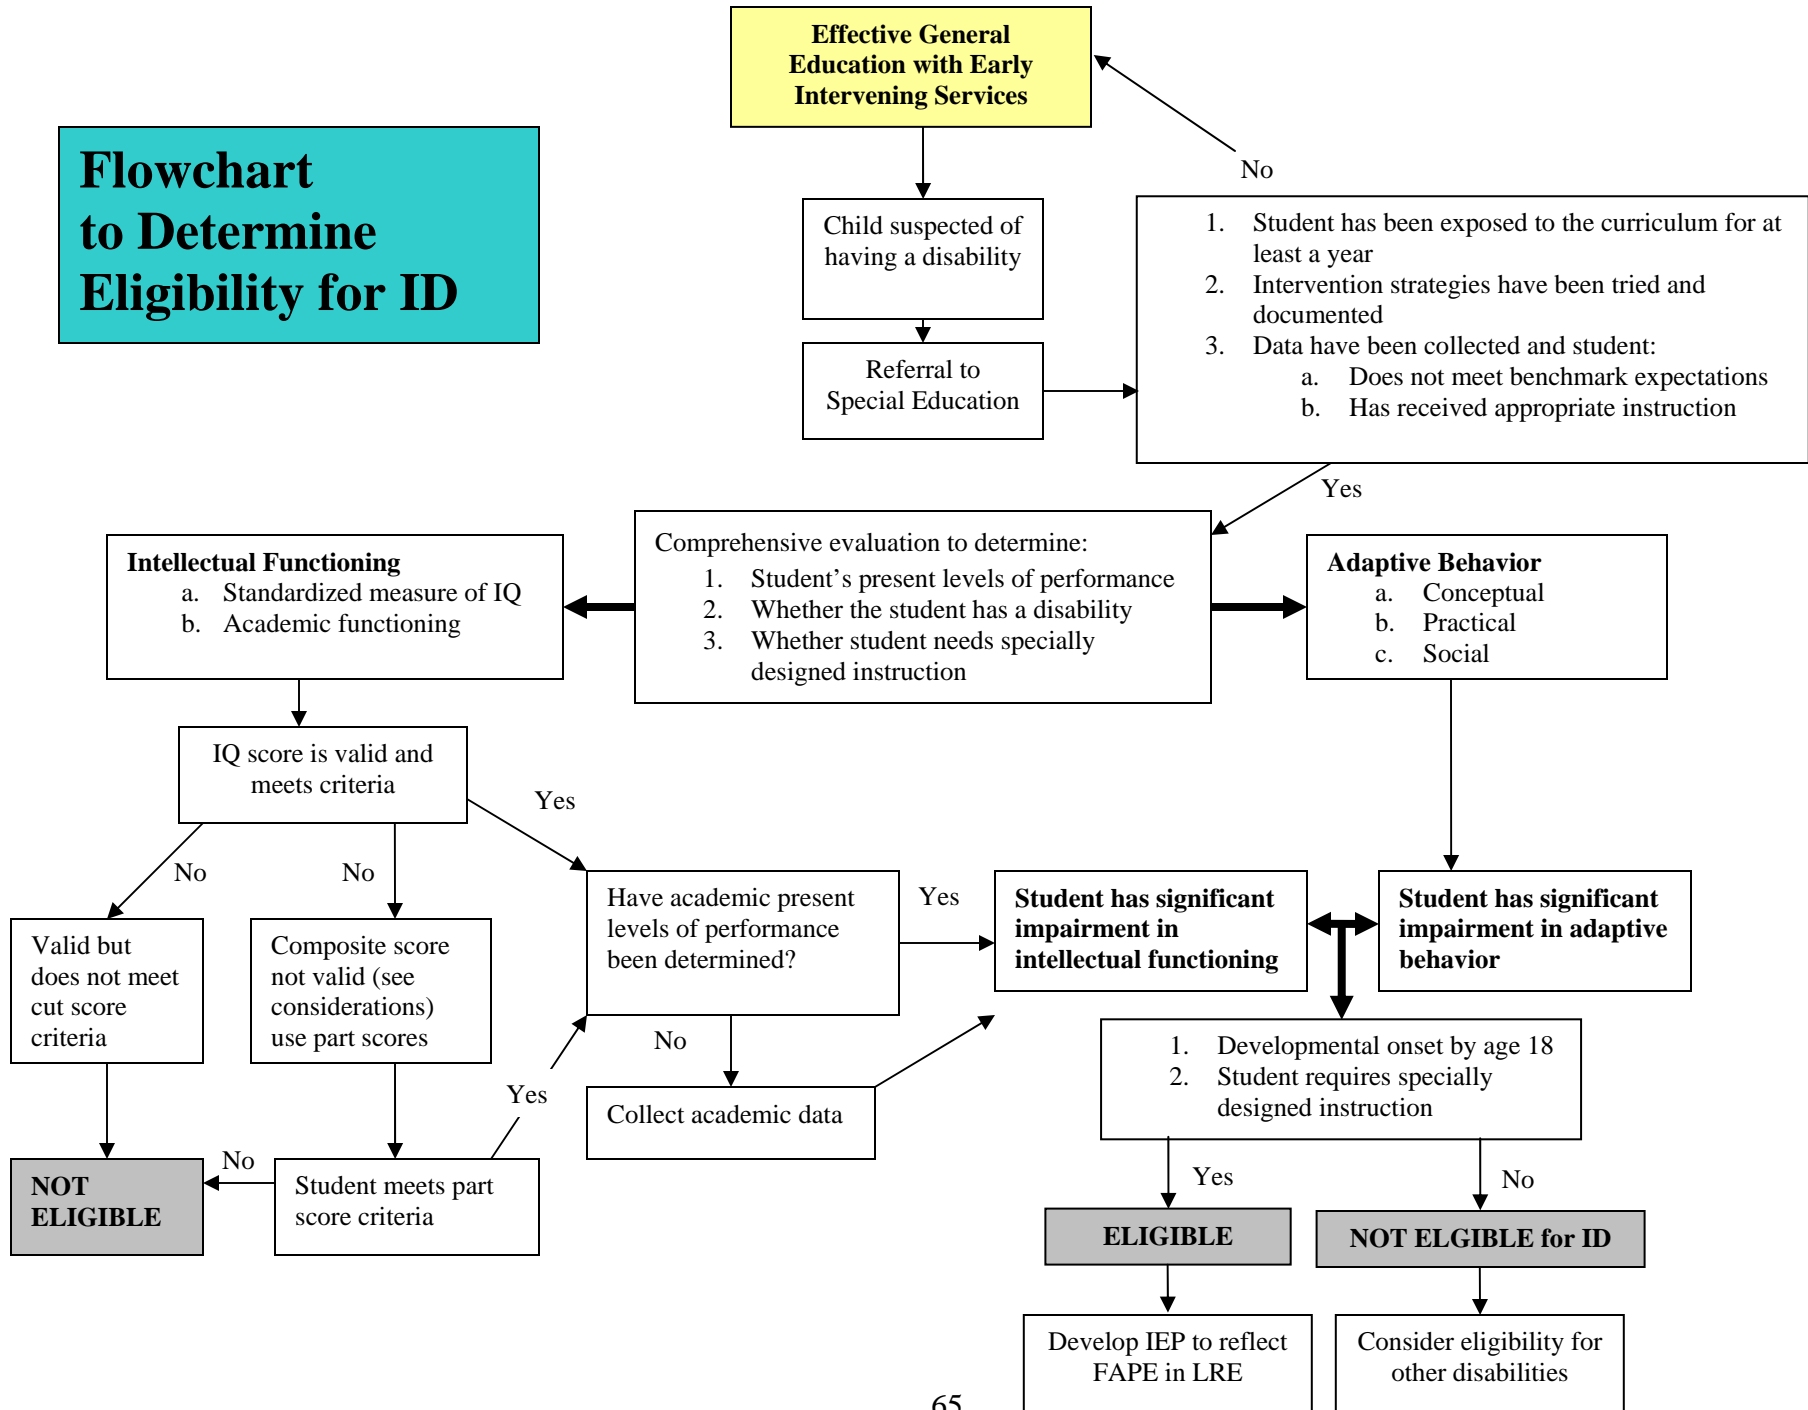 Effective General
Education with Early
Intervening Services
Flowchart
to Determine
Eligibility for ID
No
Child suspected of
having a disability
1. Student has been exposed to the curriculum for at
least a year
2. Intervention strategies have been tried and
documented
3. Data have been collected and student:
a. Does not meet benchmark expectations
b. Has received appropriate instruction
Referral to
Special Education
Yes
Intellectual Functioning
a. Standardized measure of IQ
b. Academic functioning
Comprehensive evaluation to determine:
1. Student's present levels of performance
2. Whether the student has a disability
3. Whether student needs specially
designed instruction
Adaptive Behavior
a. Conceptual
b. Practical
c. Social
IQ score is valid and
meets criteria
Yes
No
No
Valid but
does not meet
cut score
criteria
Composite score
not valid (see
considerations)
use part scores
Have academic present
levels of performance
been determined?
Yes
Student has significant
impairment in
intellectual functioning
Student has significant
impairment in adaptive
behavior
No
Yes
Collect academic data
1. Developmental onset by age 18
2. Student requires specially
designed instruction
NOT
ELIGIBLE
No
Student meets part
score criteria
Yes
No
ELIGIBLE
NOT ELGIBLE for ID
Develop IEP to reflect
FAPE in LRE
Consider eligibility for
other disabilities
65